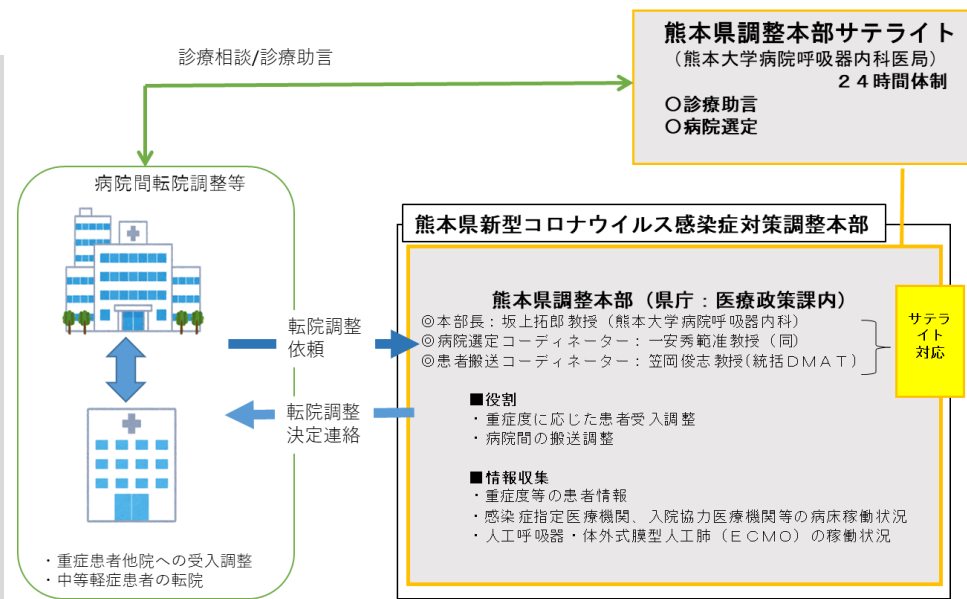 熊本県調整本部サテライト
（熊本大学病院呼吸器内科医局）
２４時間体制
〇診療助言
〇病院選定
診療相談/診療助言
病院間転院調整等
・重症患者他院への受入調整
・中等軽症患者の転院
転院調整
依頼
転院調整
決定連絡
熊本県新型コロナウイルス感染症対策調整本部
熊本県調整本部（県庁：医療政策課内）
◎本部長：坂上拓郎教授（熊本大学病院呼吸器内科）
◎病院選定コーディネーター：一安秀範准教授（同）
◎患者搬送コーディネーター：笠岡俊志教授(統括ＤＭＡＴ)
サテラ
イト
対応
■役割
・重症度に応じた患者受入調整
・病院間の搬送調整
■情報収集
・重症度等の患者情報
・感染症指定医療機関、入院協力医療機関等の病床稼働状況
・人工呼吸器・体外式膜型人工肺（ＥＣＭＯ）の稼働状況